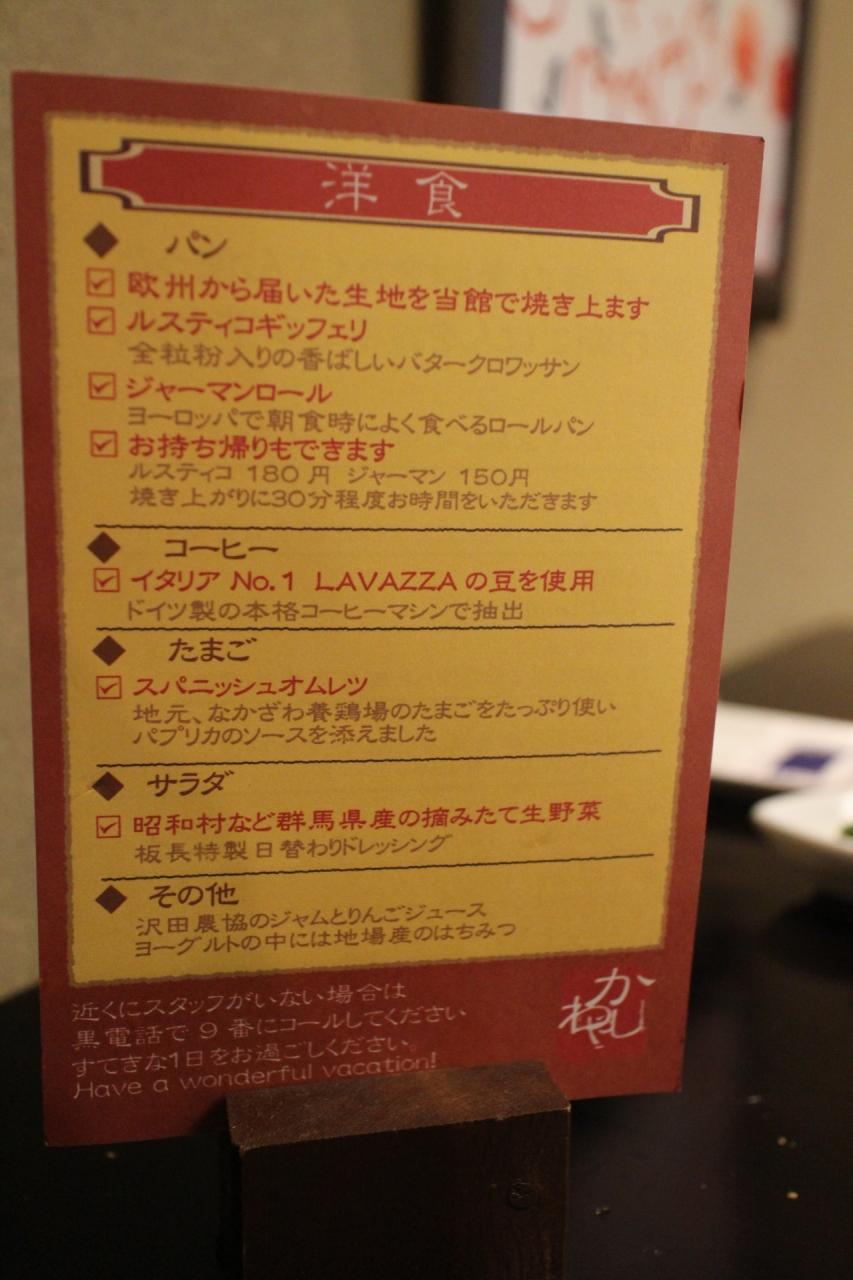 洋食
パン
欧州から届いた生地を当館で焼き上ます
ルスティコギッフェリ
全粒粉入りの香ばしいバタークロワッサン
ジャーマンロール
ヨーロッパで朝食時によく食べるロールパン
お持ち帰りもできます
ルスティコ 180円 ジャーマン 150円
焼き上がりに30分程度お時間をいただきます
コーヒー
イタリア No.1 LAVAZZAの豆を使用
ドイツ製の本格コーヒーマシンで抽出
たまご
スパニッシュオムレツ
地元、なかざわ養鶏場のたまごをたっぷり使い
パプリカのソースを添えました
サラダ
昭和村など群馬県産の摘みたて生野菜
板長特製日替わりドレッシング
その他
沢田農協のジャムとりんごジュース
ヨーグルトの中には地場産のはちみつ
近くにスタッフがいない場合は
黒電話で9番にコールしてください
すてきな1日をお過ごしください。
Have a wonderful vacation!